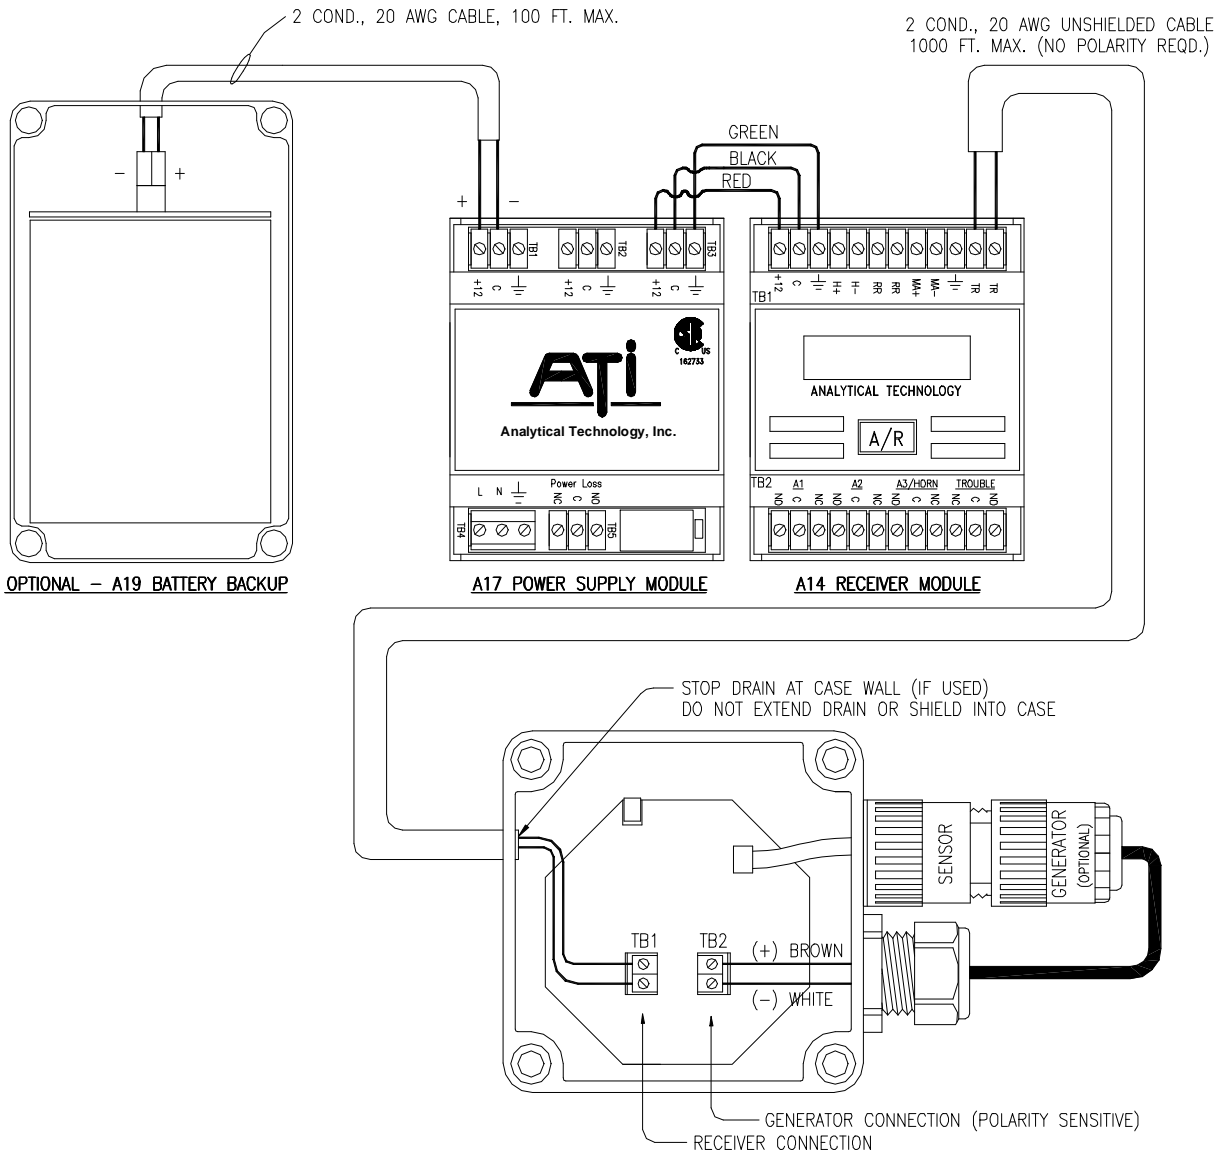 2 COND., 20 AWG CABLE, 100 FT. MAX.
2 COND., 20 AWG UNSHIELDED CABLE
1000 FT. MAX. (NO POLARITY REQD.)
GREEN
BLACK
RED
- +
+ -
TB1 TB2 TB3
+12 C +12 C +12 C
+12 C H+ H- RR RR MA+ MA- TR TR
TB1
ATi
Analytical Technology, Inc.
C US
162733
ANALYTICAL TECHNOLOGY
A/R
L N
Power Loss
NC C NO
TB4 TB5
TB2 A1 A2 A3/HORN TROUBLE
NO C NC NO C NC NO C NC NC C NO
OPTIONAL - A19 BATTERY BACKUP
A17 POWER SUPPLY MODULE
A14 RECEIVER MODULE
STOP DRAIN AT CASE WALL (IF USED)
DO NOT EXTEND DRAIN OR SHIELD INTO CASE
SENSOR
GENERATOR
(OPTIONAL)
TB1 TB2
(+) BROWN
(-) WHITE
GENERATOR CONNECTION (POLARITY SENSITIVE)
RECEIVER CONNECTION